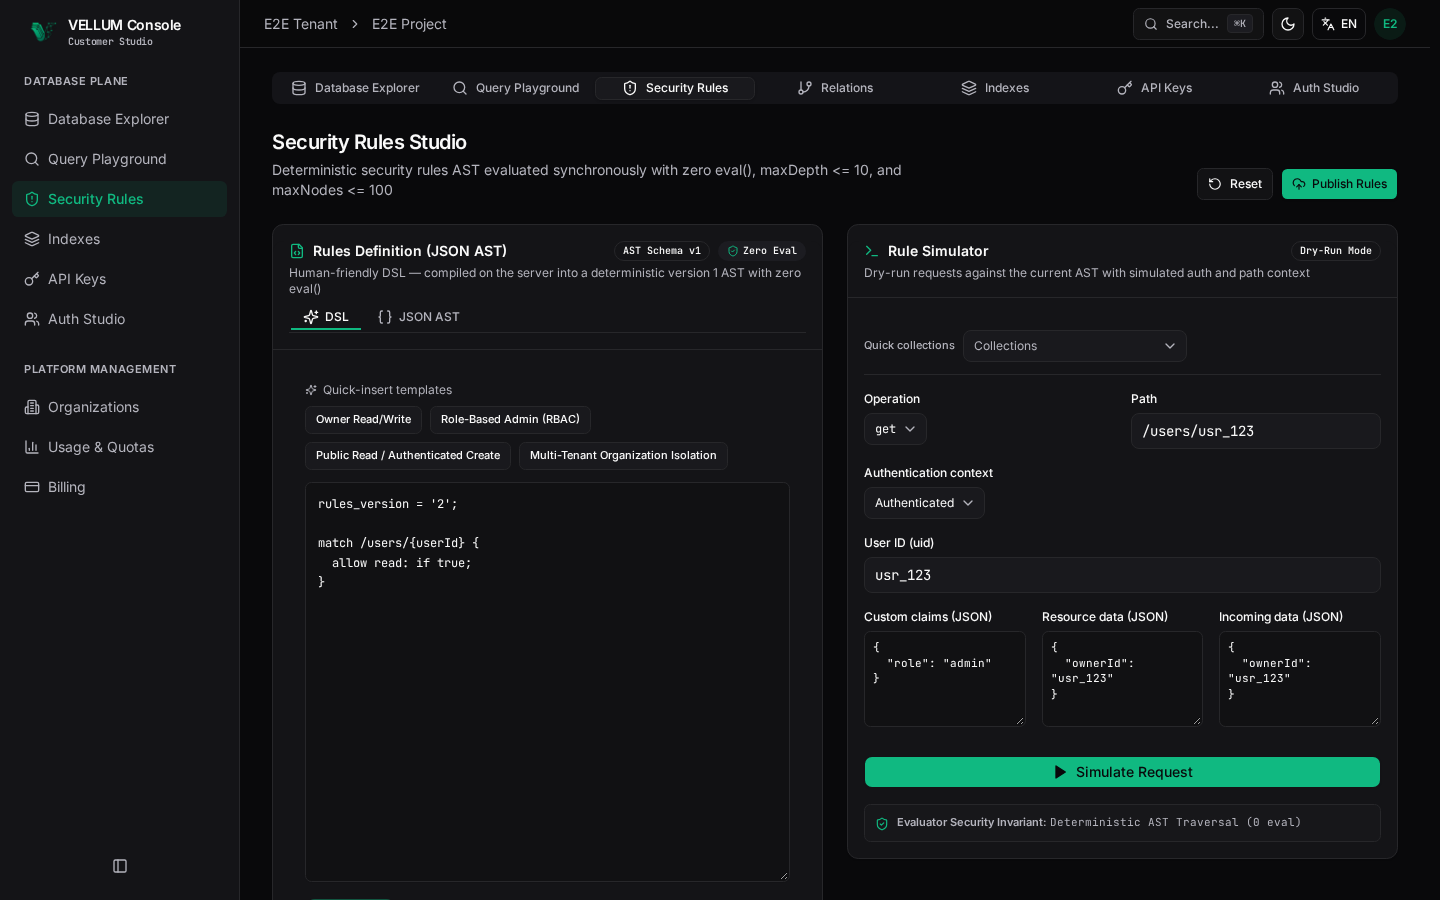 VELLUM Console
Customer Studio
DATABASE PLANE
Database Explorer
Query Playground
Security Rules
Indexes
API Keys
Auth Studio
PLATFORM MANAGEMENT
Organizations
Usage & Quotas
Billing
E2E Tenant > E2E Project
Search... ⌘K
EN
E2
Database Explorer
Query Playground
Security Rules
Relations
Indexes
API Keys
Auth Studio
Security Rules Studio
Deterministic security rules AST evaluated synchronously with zero eval(), maxDepth <= 10, and
maxNodes <= 100
Reset
Publish Rules
Rules Definition (JSON AST)
AST Schema v1
Zero Eval
Human-friendly DSL — compiled on the server into a deterministic version 1 AST with zero
eval()
DSL
JSON AST
Quick-insert templates
Owner Read/Write
Role-Based Admin (RBAC)
Public Read / Authenticated Create
Multi-Tenant Organization Isolation
rules_version = '2';
match /users/{userId} {
allow read: if true;
}
Rule Simulator
Dry-Run Mode
Dry-run requests against the current AST with simulated auth and path context
Quick collections
Collections
Operation
get
Path
/users/usr_123
Authentication context
Authenticated
User ID (uid)
usr_123
Custom claims (JSON)
{
"role": "admin"
}
Resource data (JSON)
{
"ownerId":
"usr_123"
}
Incoming data (JSON)
{
"ownerId":
"usr_123"
}
Simulate Request
Evaluator Security Invariant: Deterministic AST Traversal (0 eval)